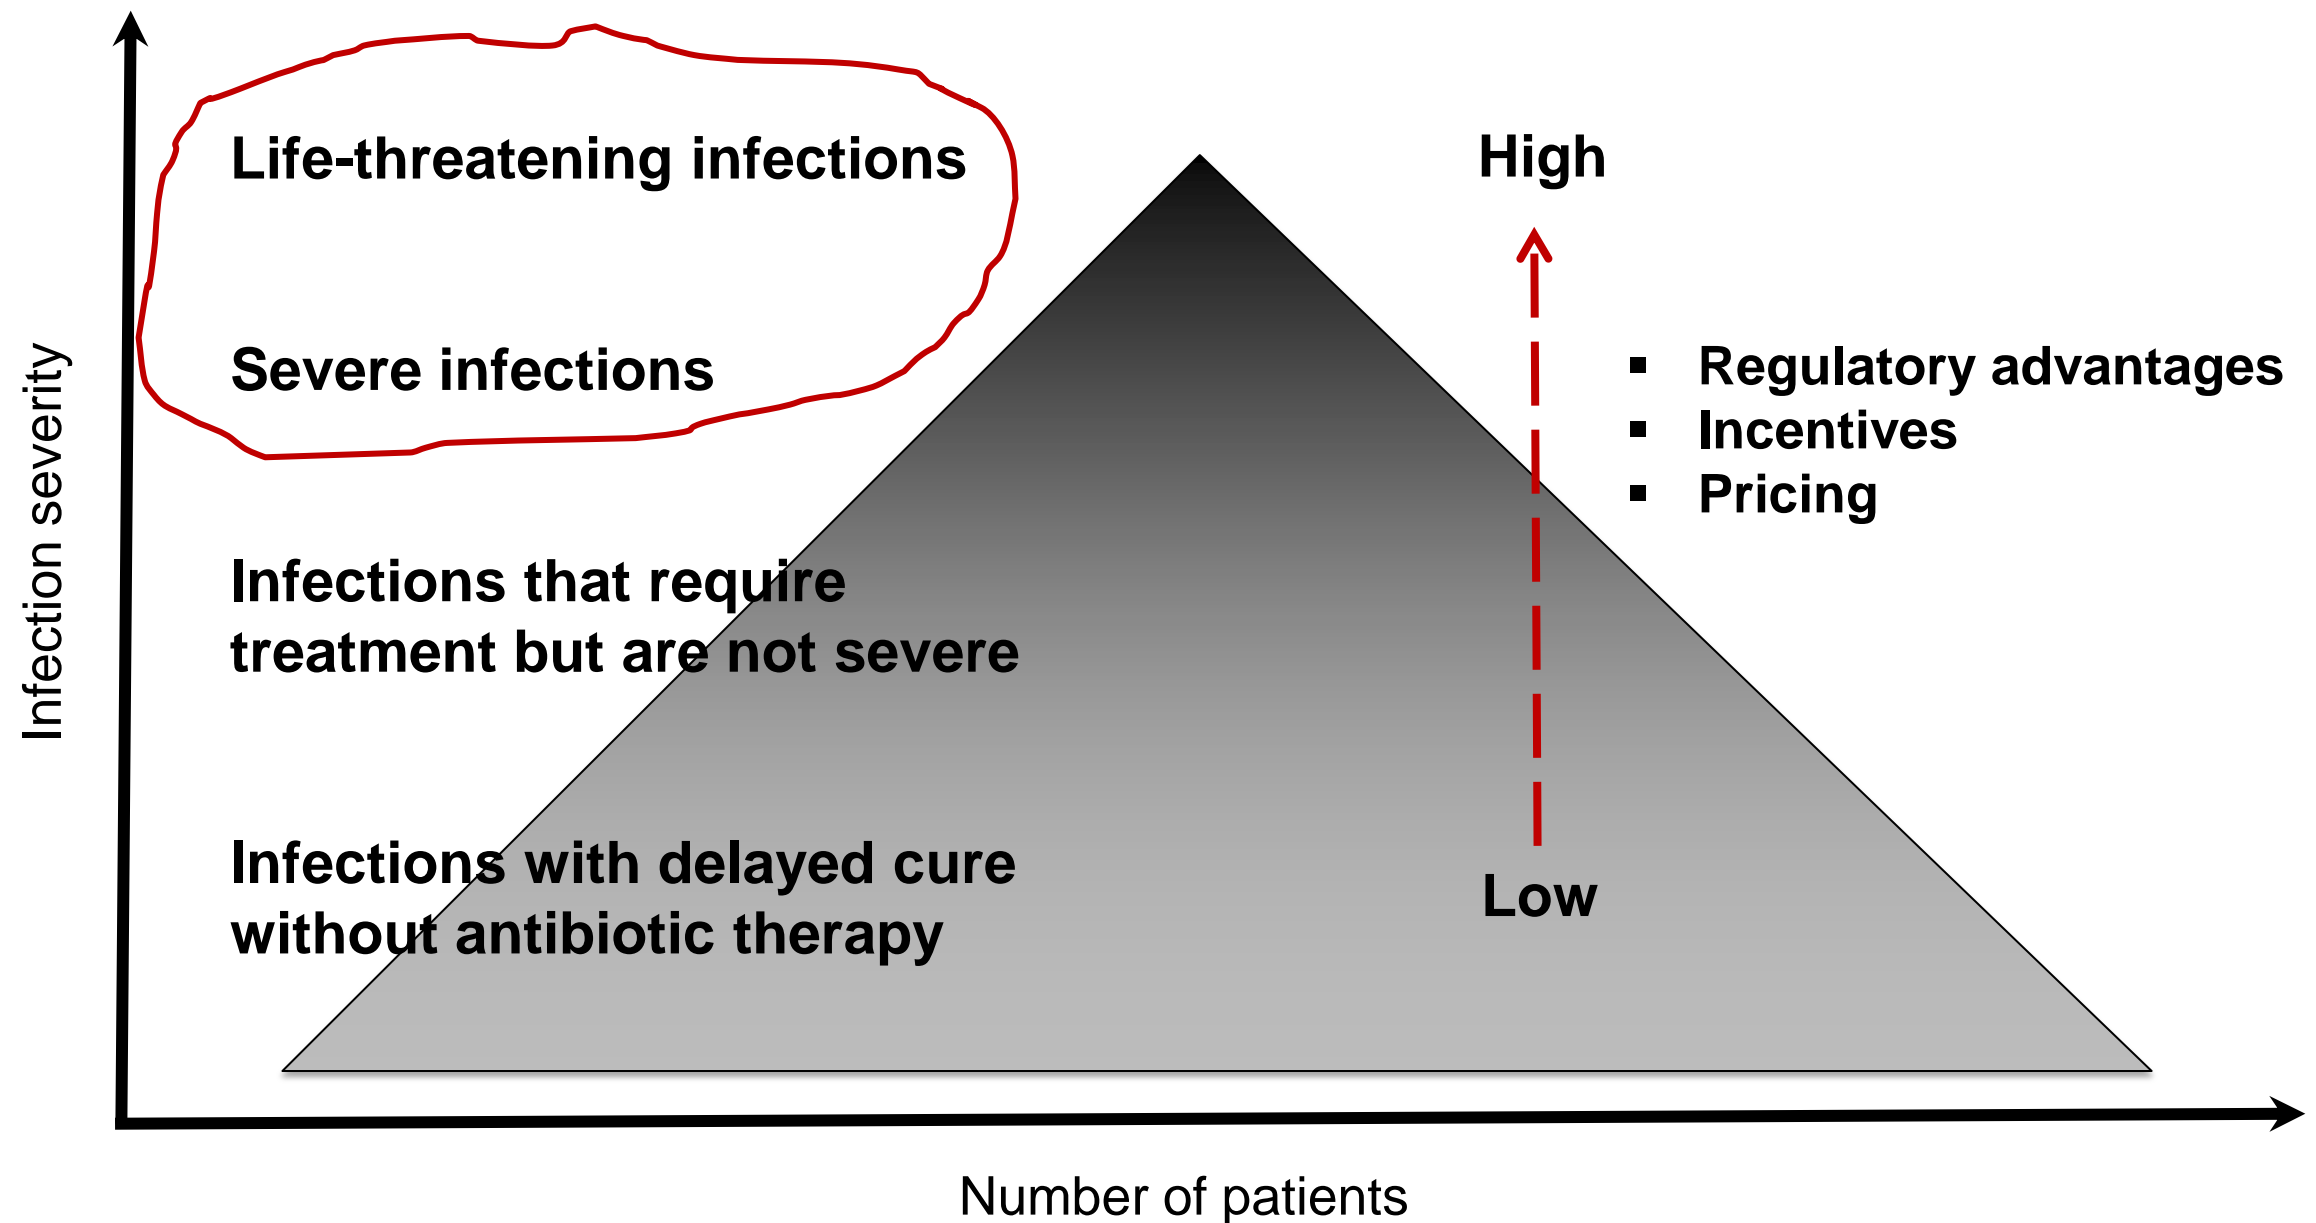 Life-threatening infections
High
Infection severity
Severe infections
▪ Regulatory advantages
▪ Incentives
▪ Pricing
Infections that require
treatment but are not severe
Infections with delayed cure
without antibiotic therapy
Low
Number of patients